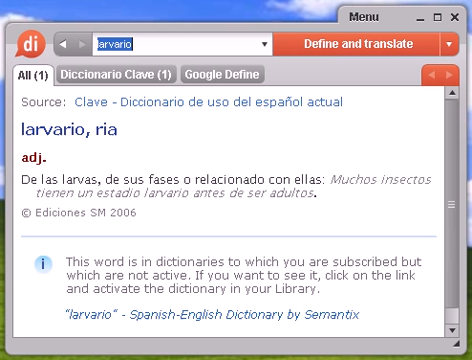 Menu
di
larvario
Define and translate
All (1)
Diccionario Clave (1)
Google Define
Source: Clave - Diccionario de uso del español actual
larvario, ria
adj.
De las larvas, de sus fases o relacionado con ellas: Muchos insectos
tienen un estadio larvario antes de ser adultos.
© Ediciones SM 2006
i
This word is in dictionaries to which you are subscribed but
which are not active. If you want to see it, click on the link
and activate the dictionary in your Library.
"larvario" - Spanish-English Dictionary by Semantix